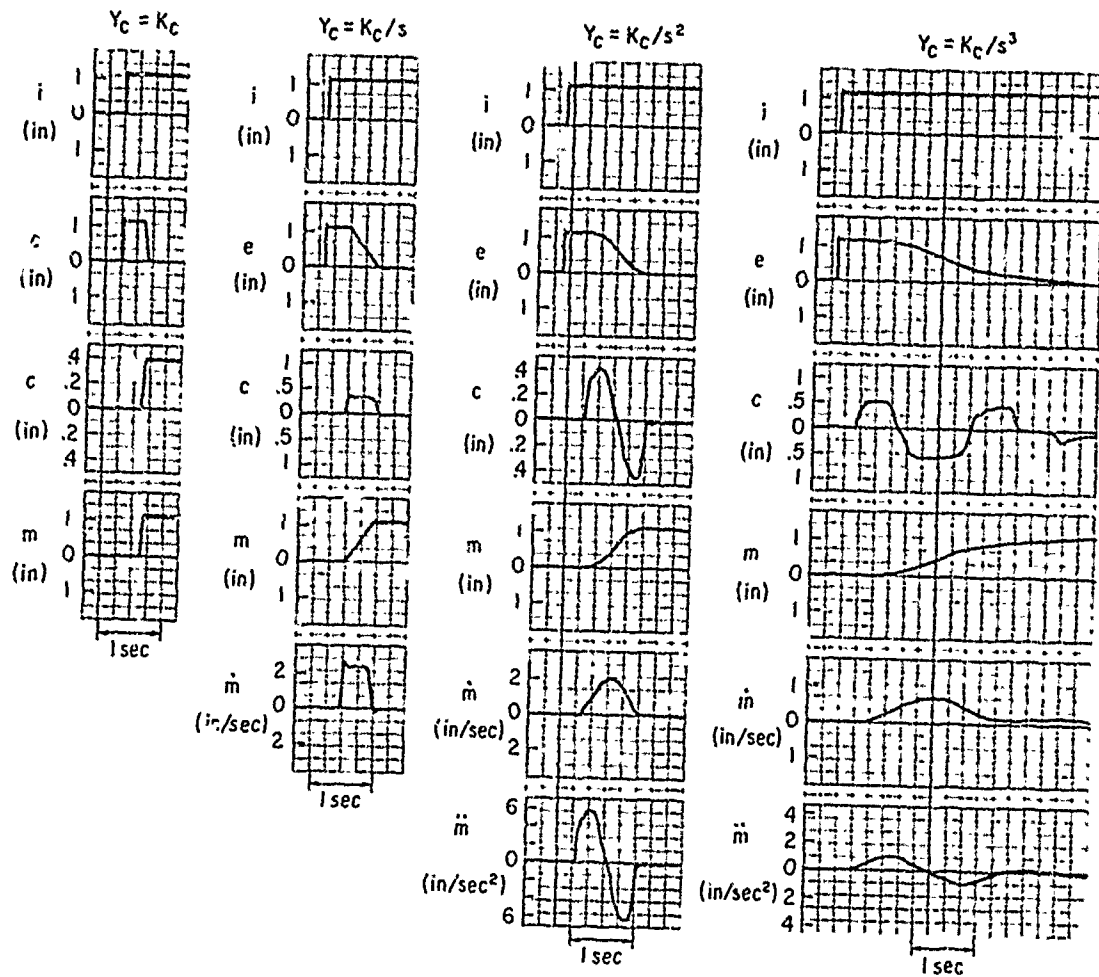 Y_C = K_C
i
(in)
1
0
1
c
(in)
1
0
1
c
(in)
.4
.2
0
.2
.4
m
(in)
1
0
1
1 sec
Y_C = K_C/s
i
(in)
1
0
1
e
(in)
1
0
1
c
(in)
1
0.5
0
0.5
1
m
(in)
1
0
1
ṁ
(in/sec)
2
0
2
1 sec
Y_C = K_C/s²
i
(in)
1
0
1
e
(in)
1
0
1
c
(in)
.4
.2
0
.2
.4
m
(in)
1
0
1
ṁ
(in/sec)
2
0
2
m̈
(in/sec²)
6
0
6
1 sec
Y_C = K_C/s³
i
(in)
1
0
1
e
(in)
1
0
1
c
(in)
1
.5
0
.5
1
m
(in)
1
0
1
ṁ
(in/sec)
1
0
1
m̈
(in/sec²)
4
2
0
2
4
1 sec